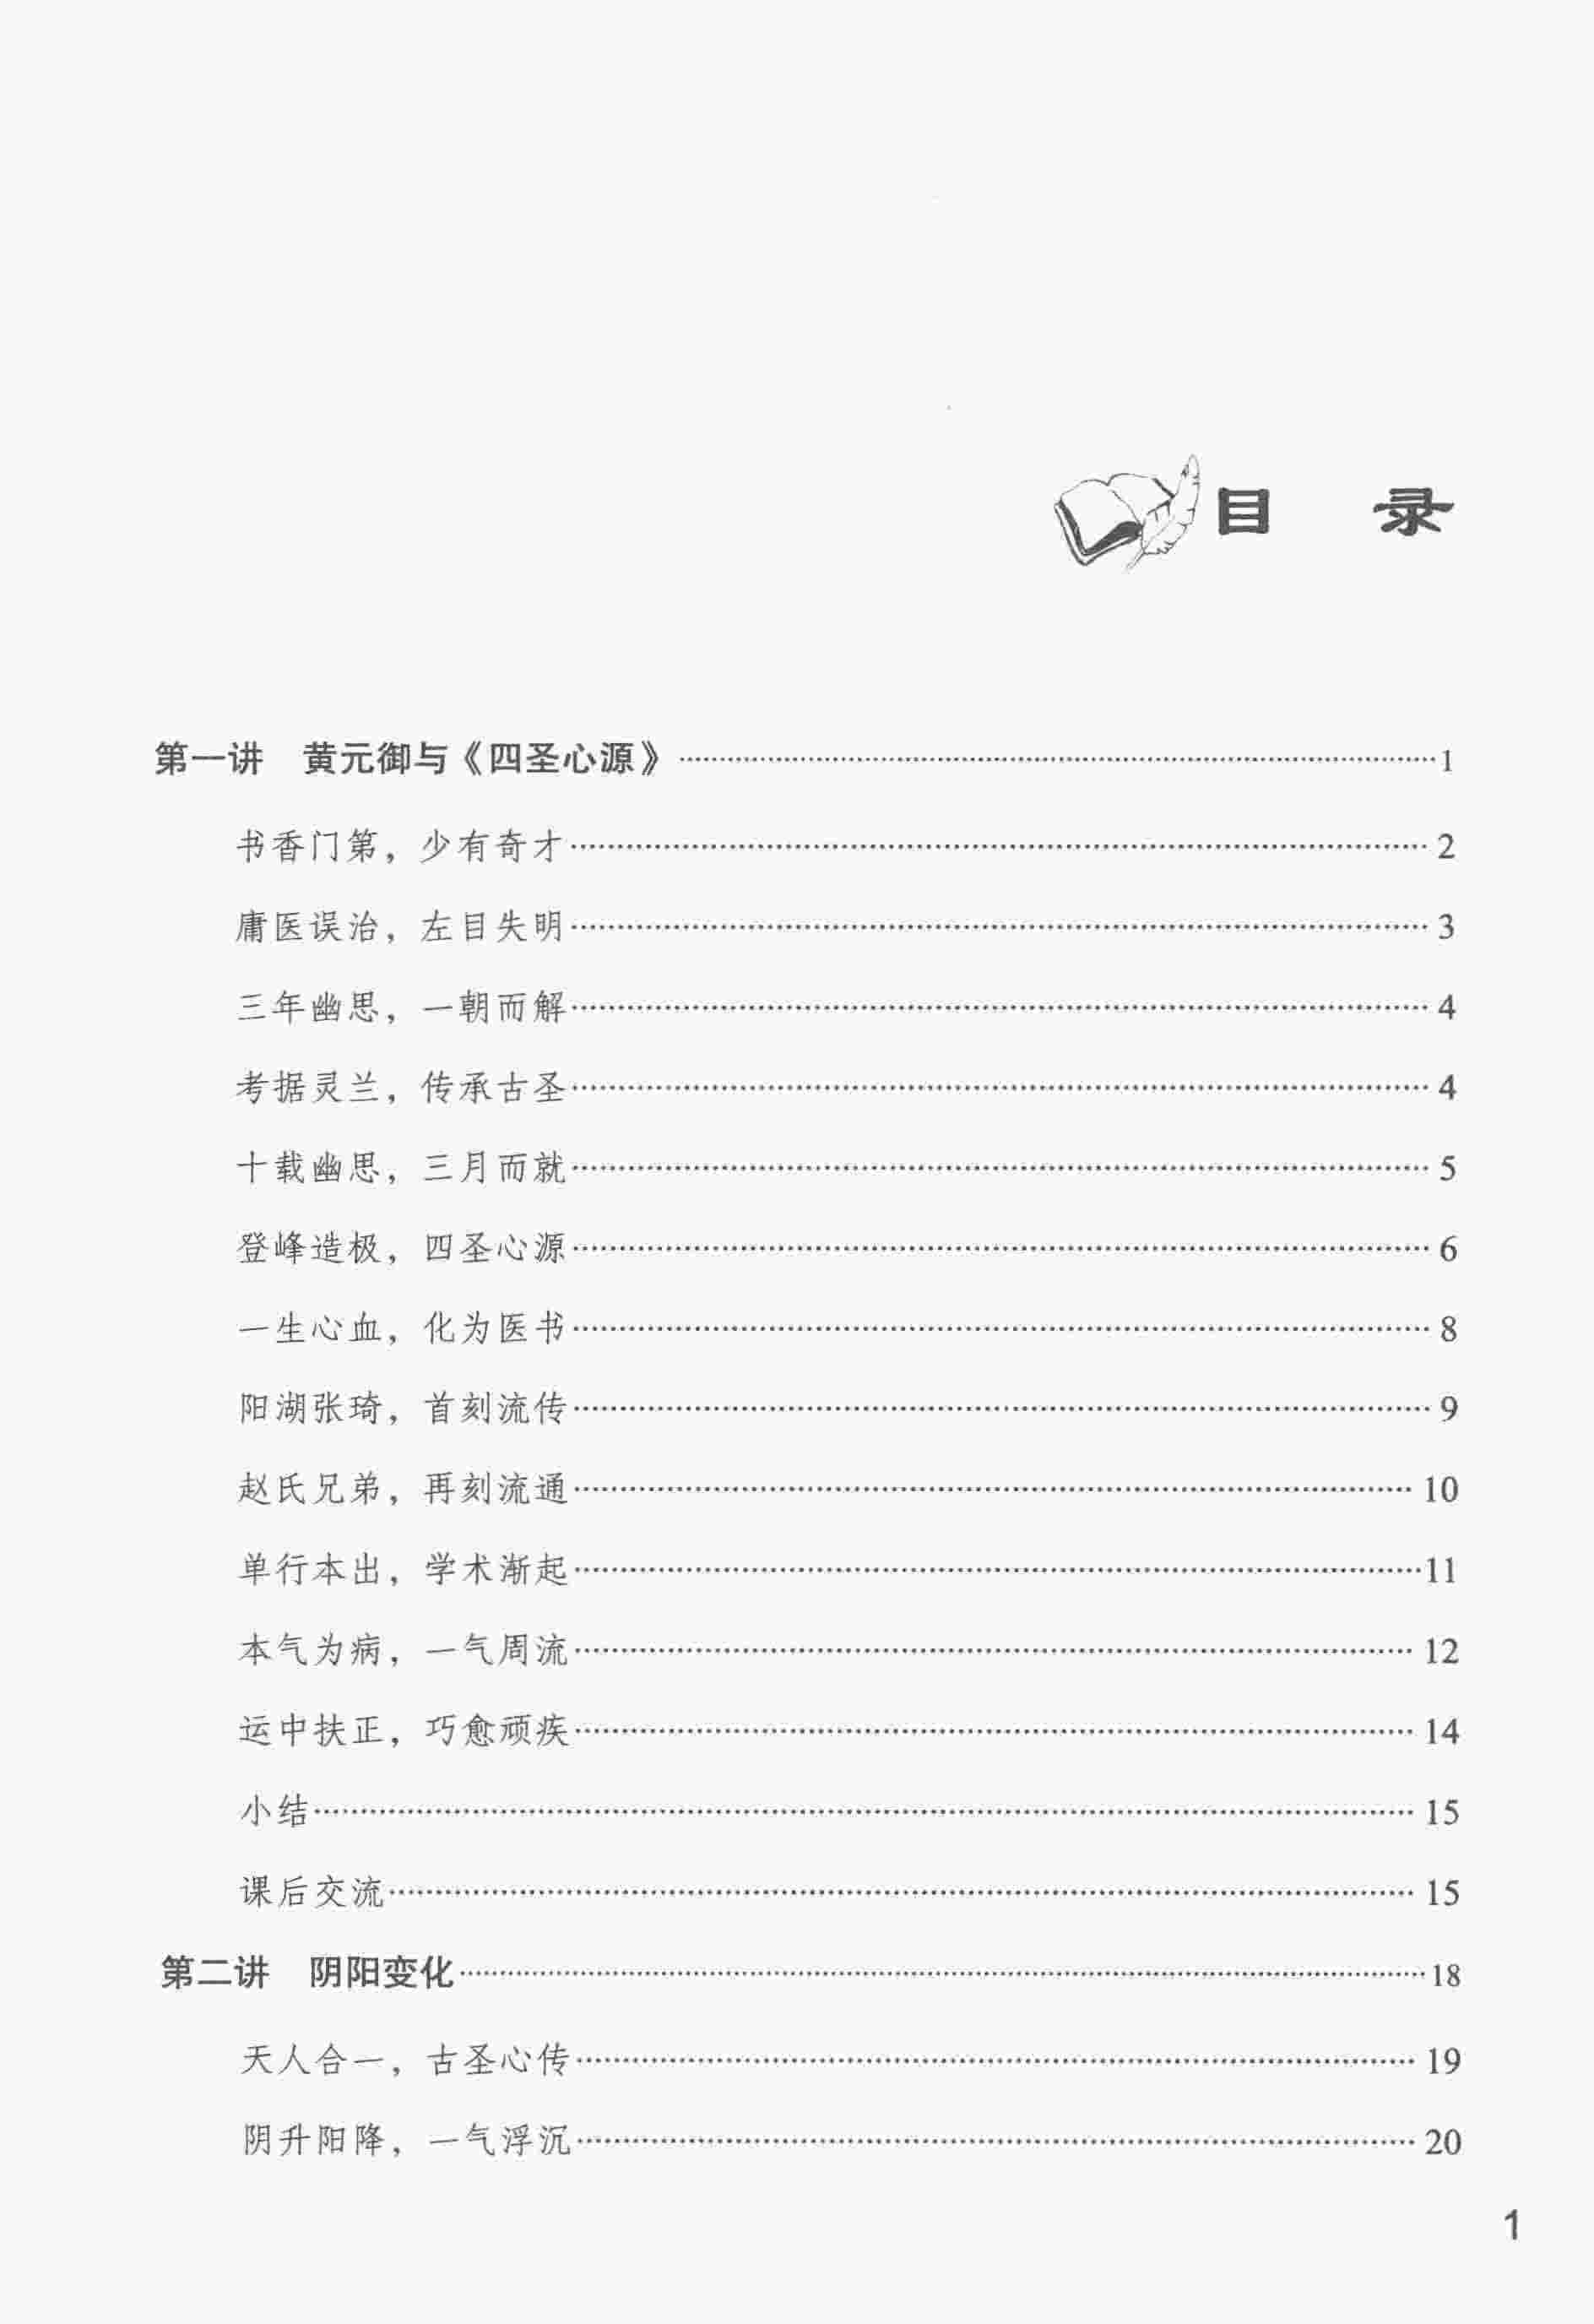 目 录
第一讲 黄元御与《四圣心源》……………………1
书香门第，少有奇才……………………2
庸医误治，左目失明……………………3
三年幽思，一朝而解……………………4
考据灵兰，传承古圣……………………4
十载幽思，三月而就……………………5
登峰造极，四圣心源……………………6
一生心血，化为医书……………………8
阳湖张琦，首刻流传……………………9
赵氏兄弟，再刻流通……………………10
单行本出，学术渐起……………………11
本气为病，一气周流……………………12
运中扶正，巧愈顽疾……………………14
小结……………………15
课后交流……………………15
第二讲 阴阳变化……………………18
天人合一，古圣心传……………………19
阴升阳降，一气浮沉……………………20
1